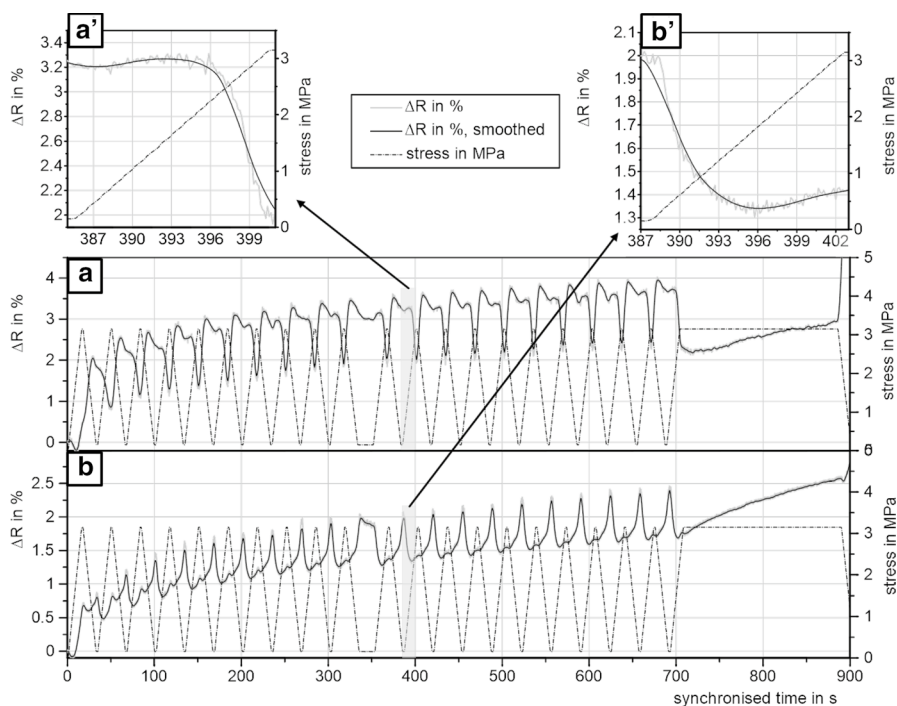 a'
b'
ΔR in %
3.4
3.2
3
2.8
2.6
2.4
2.2
2
3
2
1
0
stress in MPa
387 390 393 396 399
ΔR in %
ΔR in %, smoothed
stress in MPa
ΔR in %
2.1
2
1.9
1.8
1.7
1.6
1.5
1.4
1.3
3
2
1
0
stress in MPa
387 390 393 396 399 402
a
ΔR in %
4
3
2
1
0
5
4
3
2
1
0
stress in MPa
b
ΔR in %
2.5
2
1.5
1
0.5
0
5
4
3
2
1
0
stress in MPa
0 100 200 300 400 500 600 700 800 900
synchronised time in s